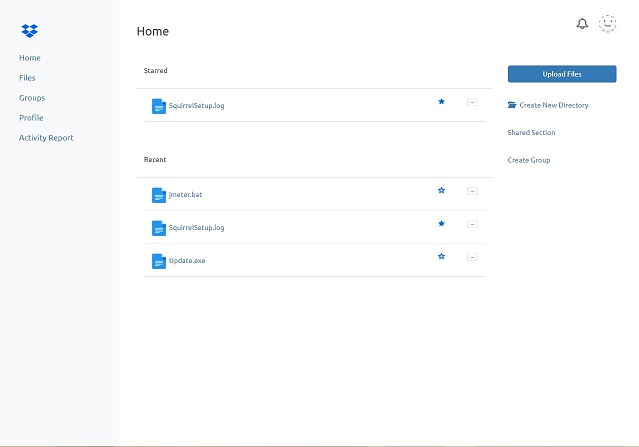 Home
Home
Files
Groups
Profile
Activity Report
Starred
SquirrelSetup.log
Recent
jmeter.bat
SquirrelSetup.log
Update.exe
Upload Files
Create New Directory
Shared Section
Create Group